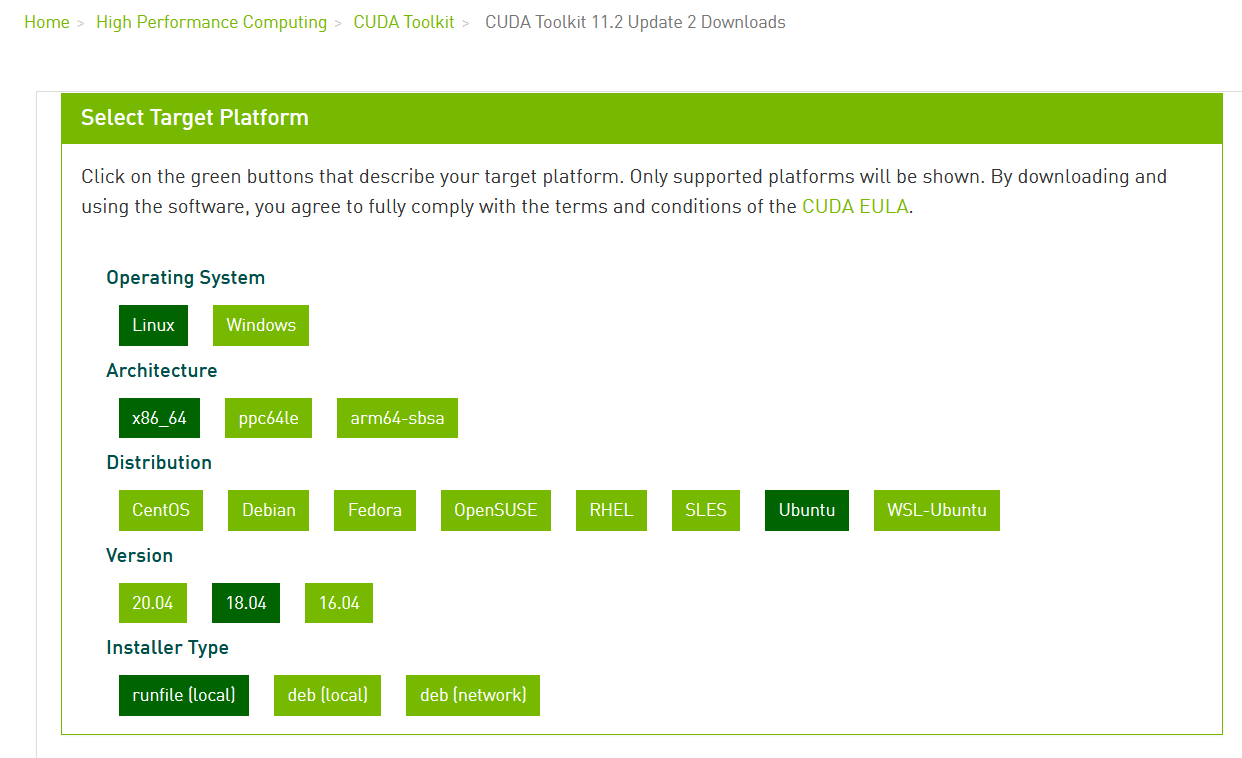 Home > High Performance Computing > CUDA Toolkit > CUDA Toolkit 11.2 Update 2 Downloads
Select Target Platform
Click on the green buttons that describe your target platform. Only supported platforms will be shown. By downloading and
using the software, you agree to fully comply with the terms and conditions of the CUDA EULA.
Operating System
Linux Windows
Architecture
x86_64 ppc64le arm64-sbsa
Distribution
CentOS Debian Fedora OpenSUSE RHEL SLES Ubuntu WSL-Ubuntu
Version
20.04 18.04 16.04
Installer Type
runfile (local) deb (local) deb (network)